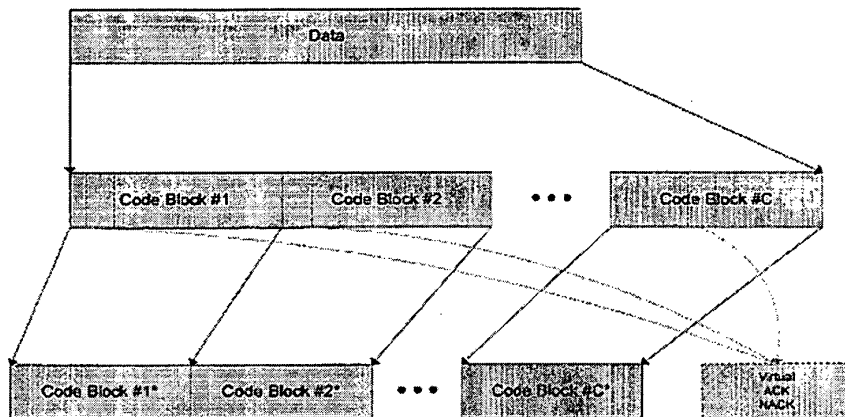 Data
Code Block #1 Code Block #2 • • • Code Block #C
Code Block #1* Code Block #2* • • • Code Block #C*
Virtual
ACK
NACK